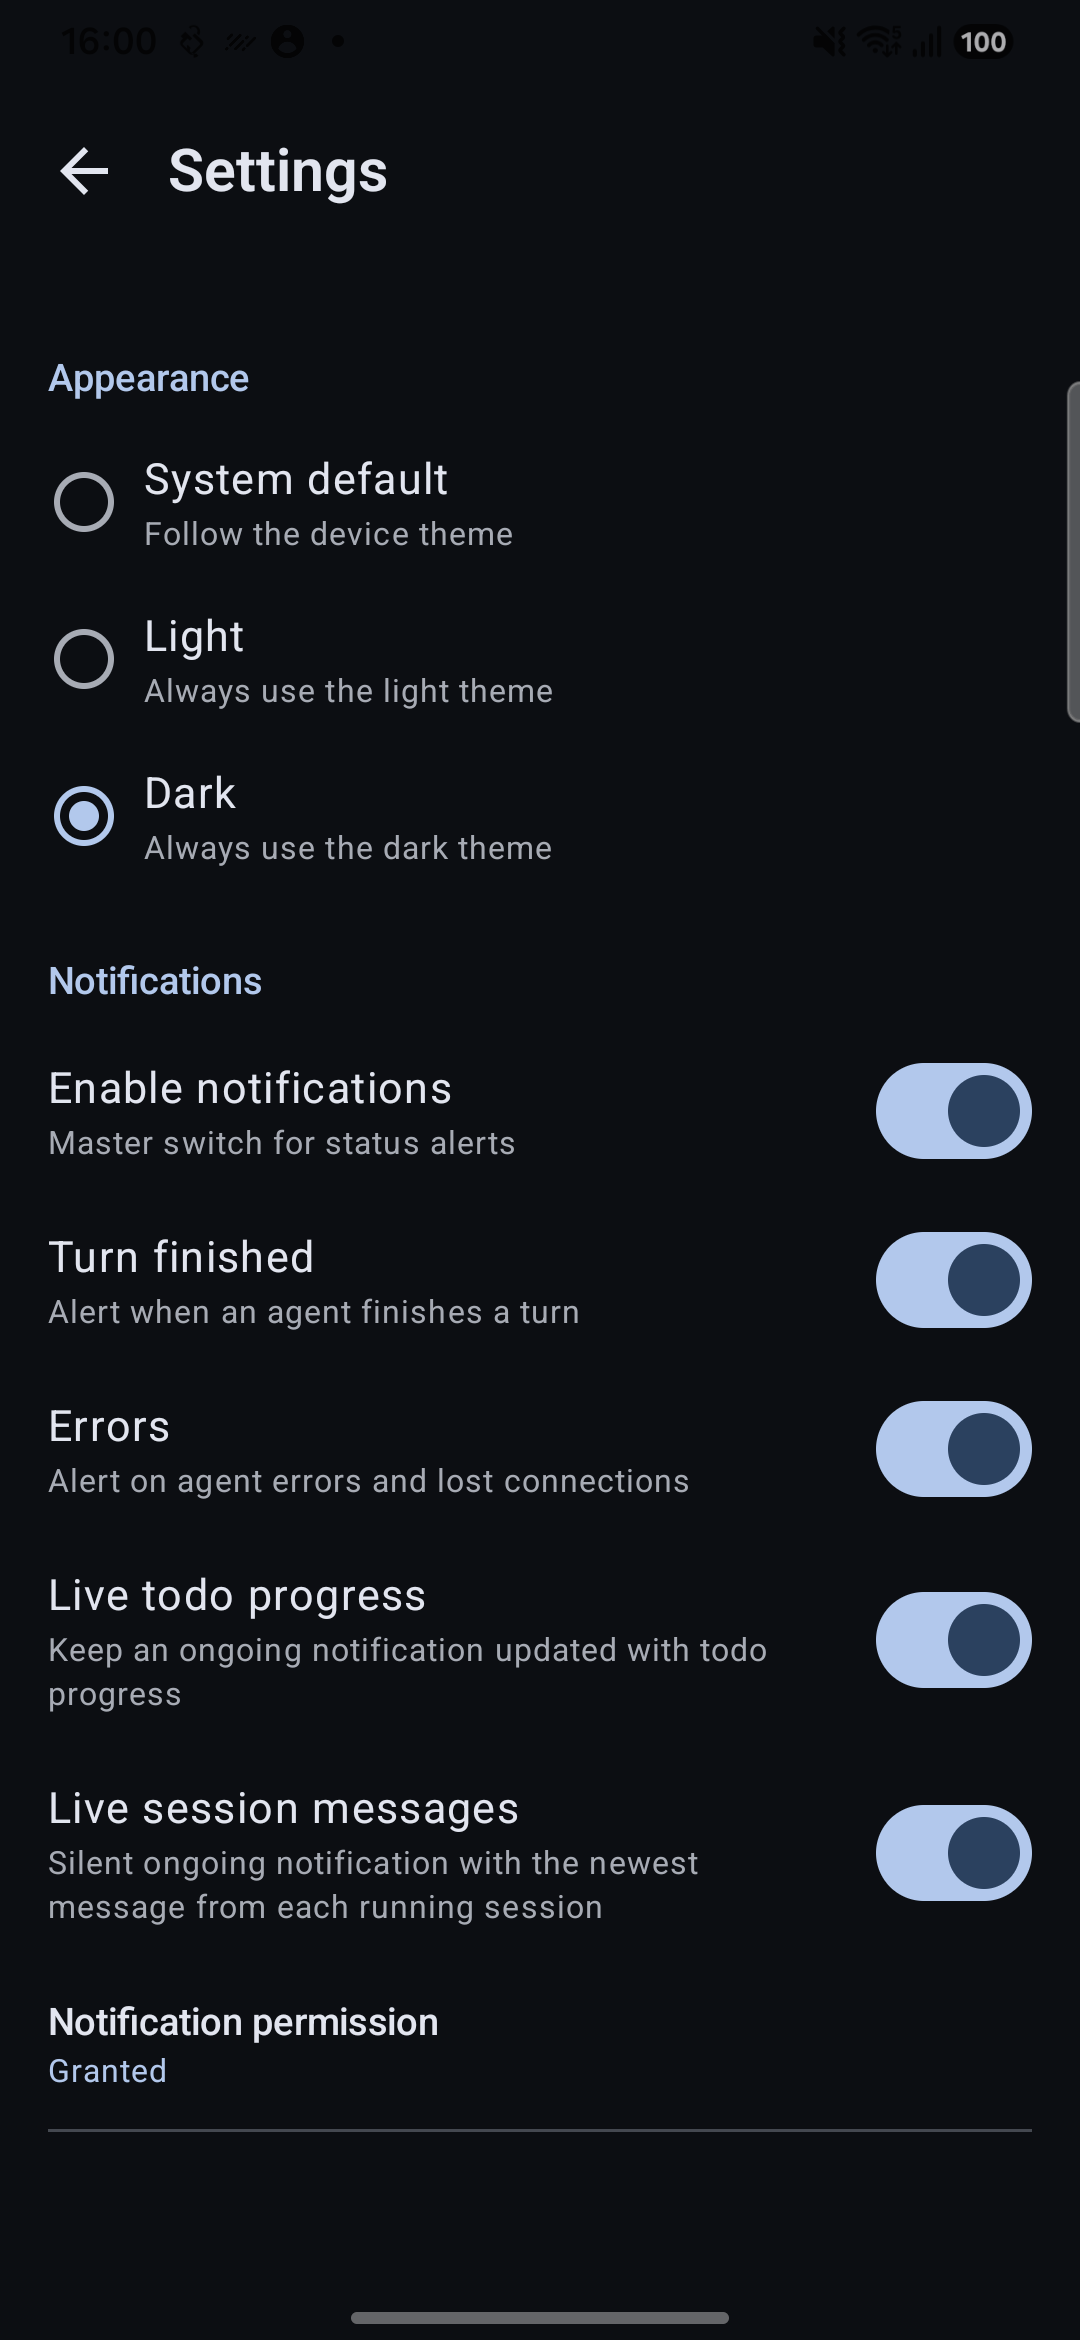 16:00
100
Settings
Appearance
System default
Follow the device theme
Light
Always use the light theme
Dark
Always use the dark theme
Notifications
Enable notifications
Master switch for status alerts
Turn finished
Alert when an agent finishes a turn
Errors
Alert on agent errors and lost connections
Live todo progress
Keep an ongoing notification updated with todo
progress
Live session messages
Silent ongoing notification with the newest
message from each running session
Notification permission
Granted